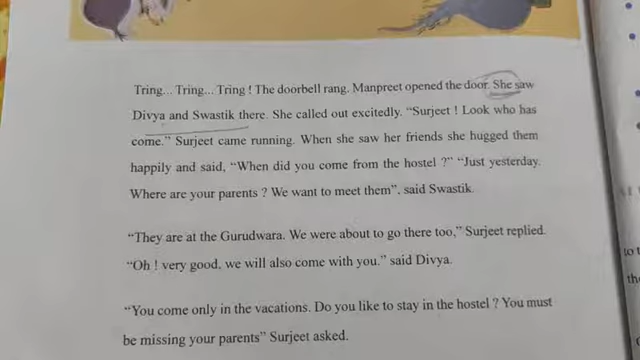 Tring... Tring... Tring ! The doorbell rang. Manpreet opened the door. She saw
Divya and Swastik there. She called out excitedly. “Surjeet ! Look who has
come.” Surjeet came running. When she saw her friends she hugged them
happily and said, “When did you come from the hostel ?” “Just yesterday.
Where are your parents ? We want to meet them”, said Swastik.
“They are at the Gurudwara. We were about to go there too,” Surjeet replied.
“Oh ! very good, we will also come with you.” said Divya.
“You come only in the vacations. Do you like to stay in the hostel ? You must
be missing your parents” Surjeet asked.